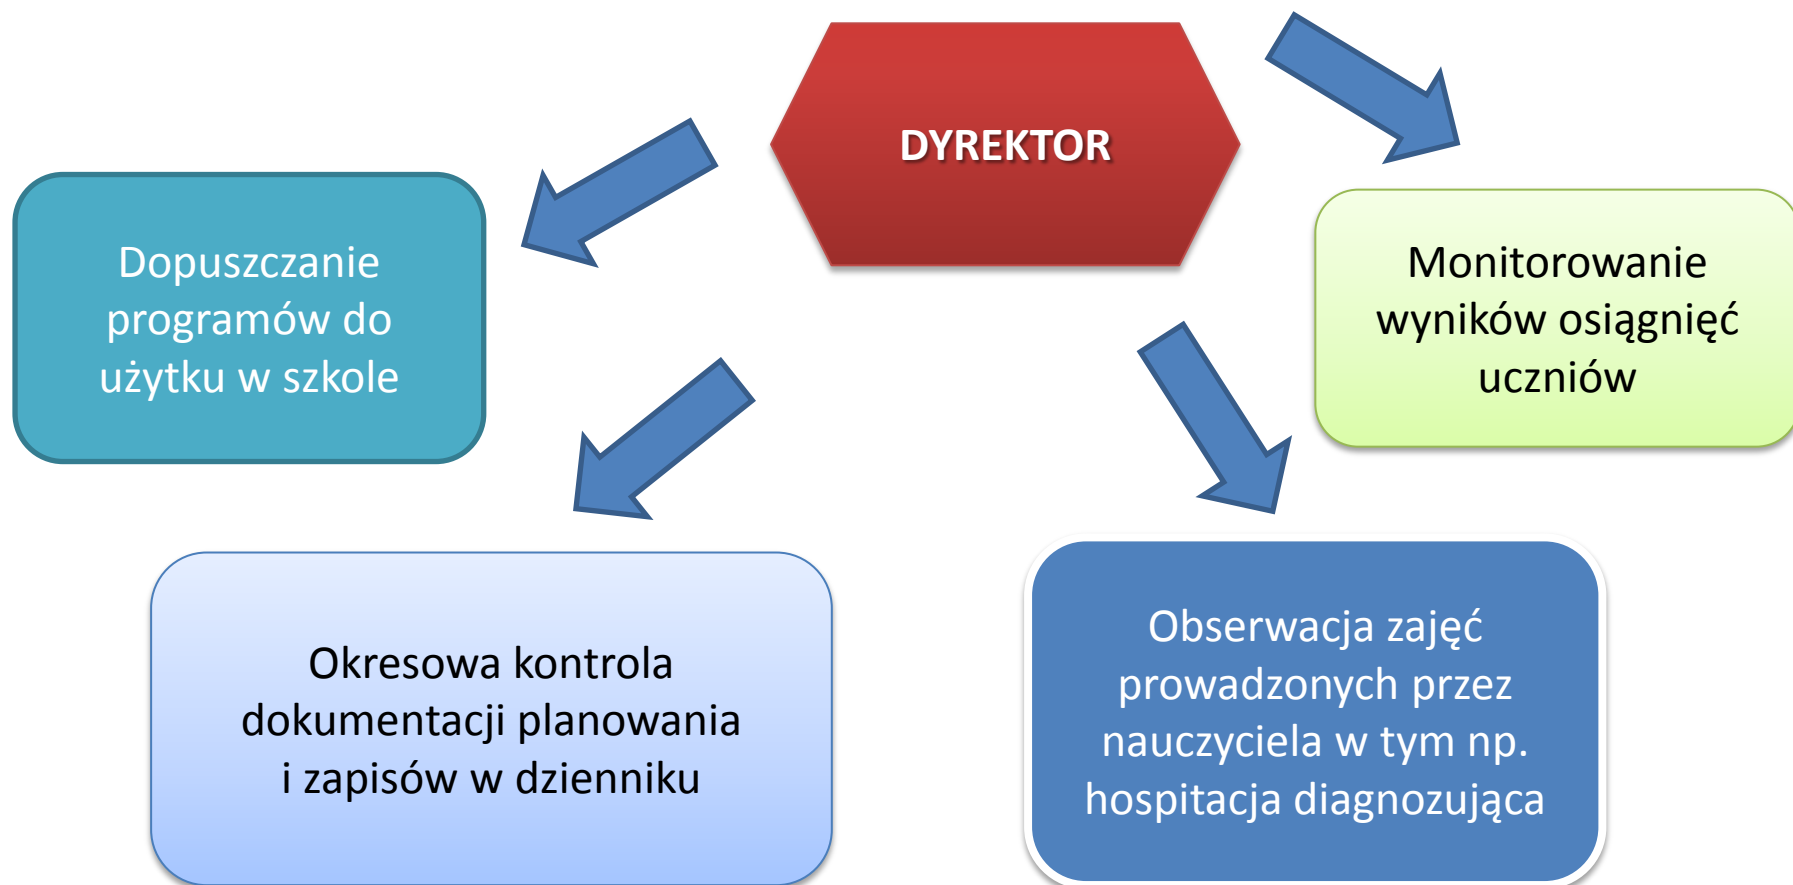 DYREKTOR
Dopuszczanie
programów do
użytku w szkole
Monitorowanie
wyników osiągnięć
uczniów
Okresowa kontrola
dokumentacji planowania
i zapisów w dzienniku
Obserwacja zajęć
prowadzonych przez
nauczyciela w tym np.
hospitacja diagnozująca